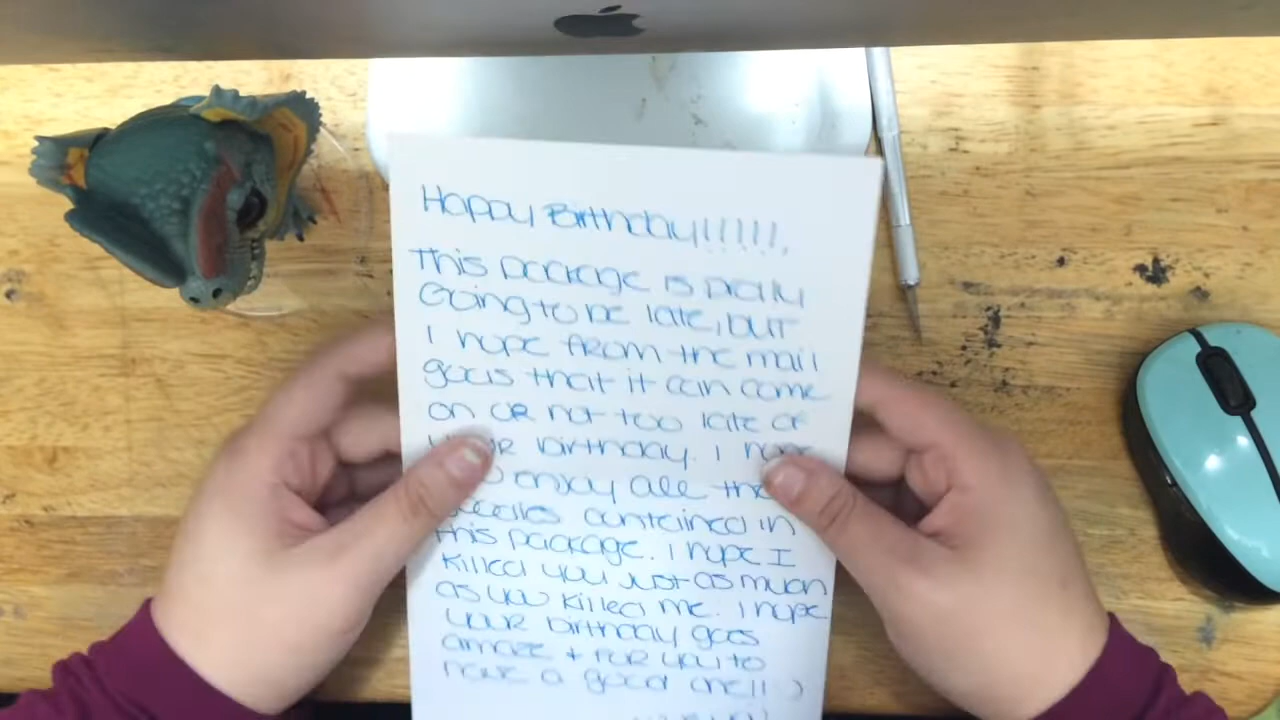 Happy Birthday!!!!!!
This package is prolly
Going to be late, but
I hope from the mail
gods that it can come
on or not too late of
your birthday. I hope
enjoy all the
contained in
this package. I hope I
killed you just as much
as you killed me. I hope
your birthday goes
amaze + for you to
have a good one!! )